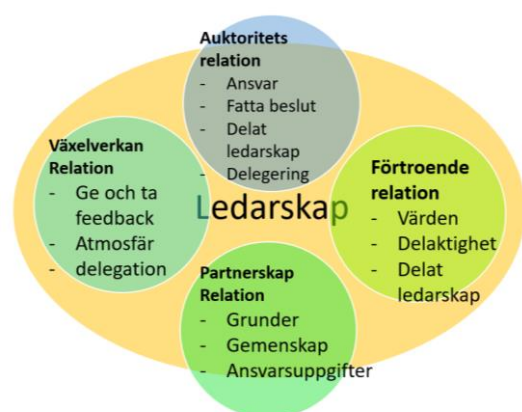 Auktoritets
relation
- Ansvar
- Fatta beslut
- Delat
ledarskap
- Delegering
Växelverkan
Relation
- Ge och ta
feedback
- Atmosfär
- delegation
Ledarskap
Förtroende
relation
- Värden
- Delaktighet
- Delat
ledarskap
Partnerskap
Relation
- Grunder
- Gemenskap
- Ansvarsuppgifter